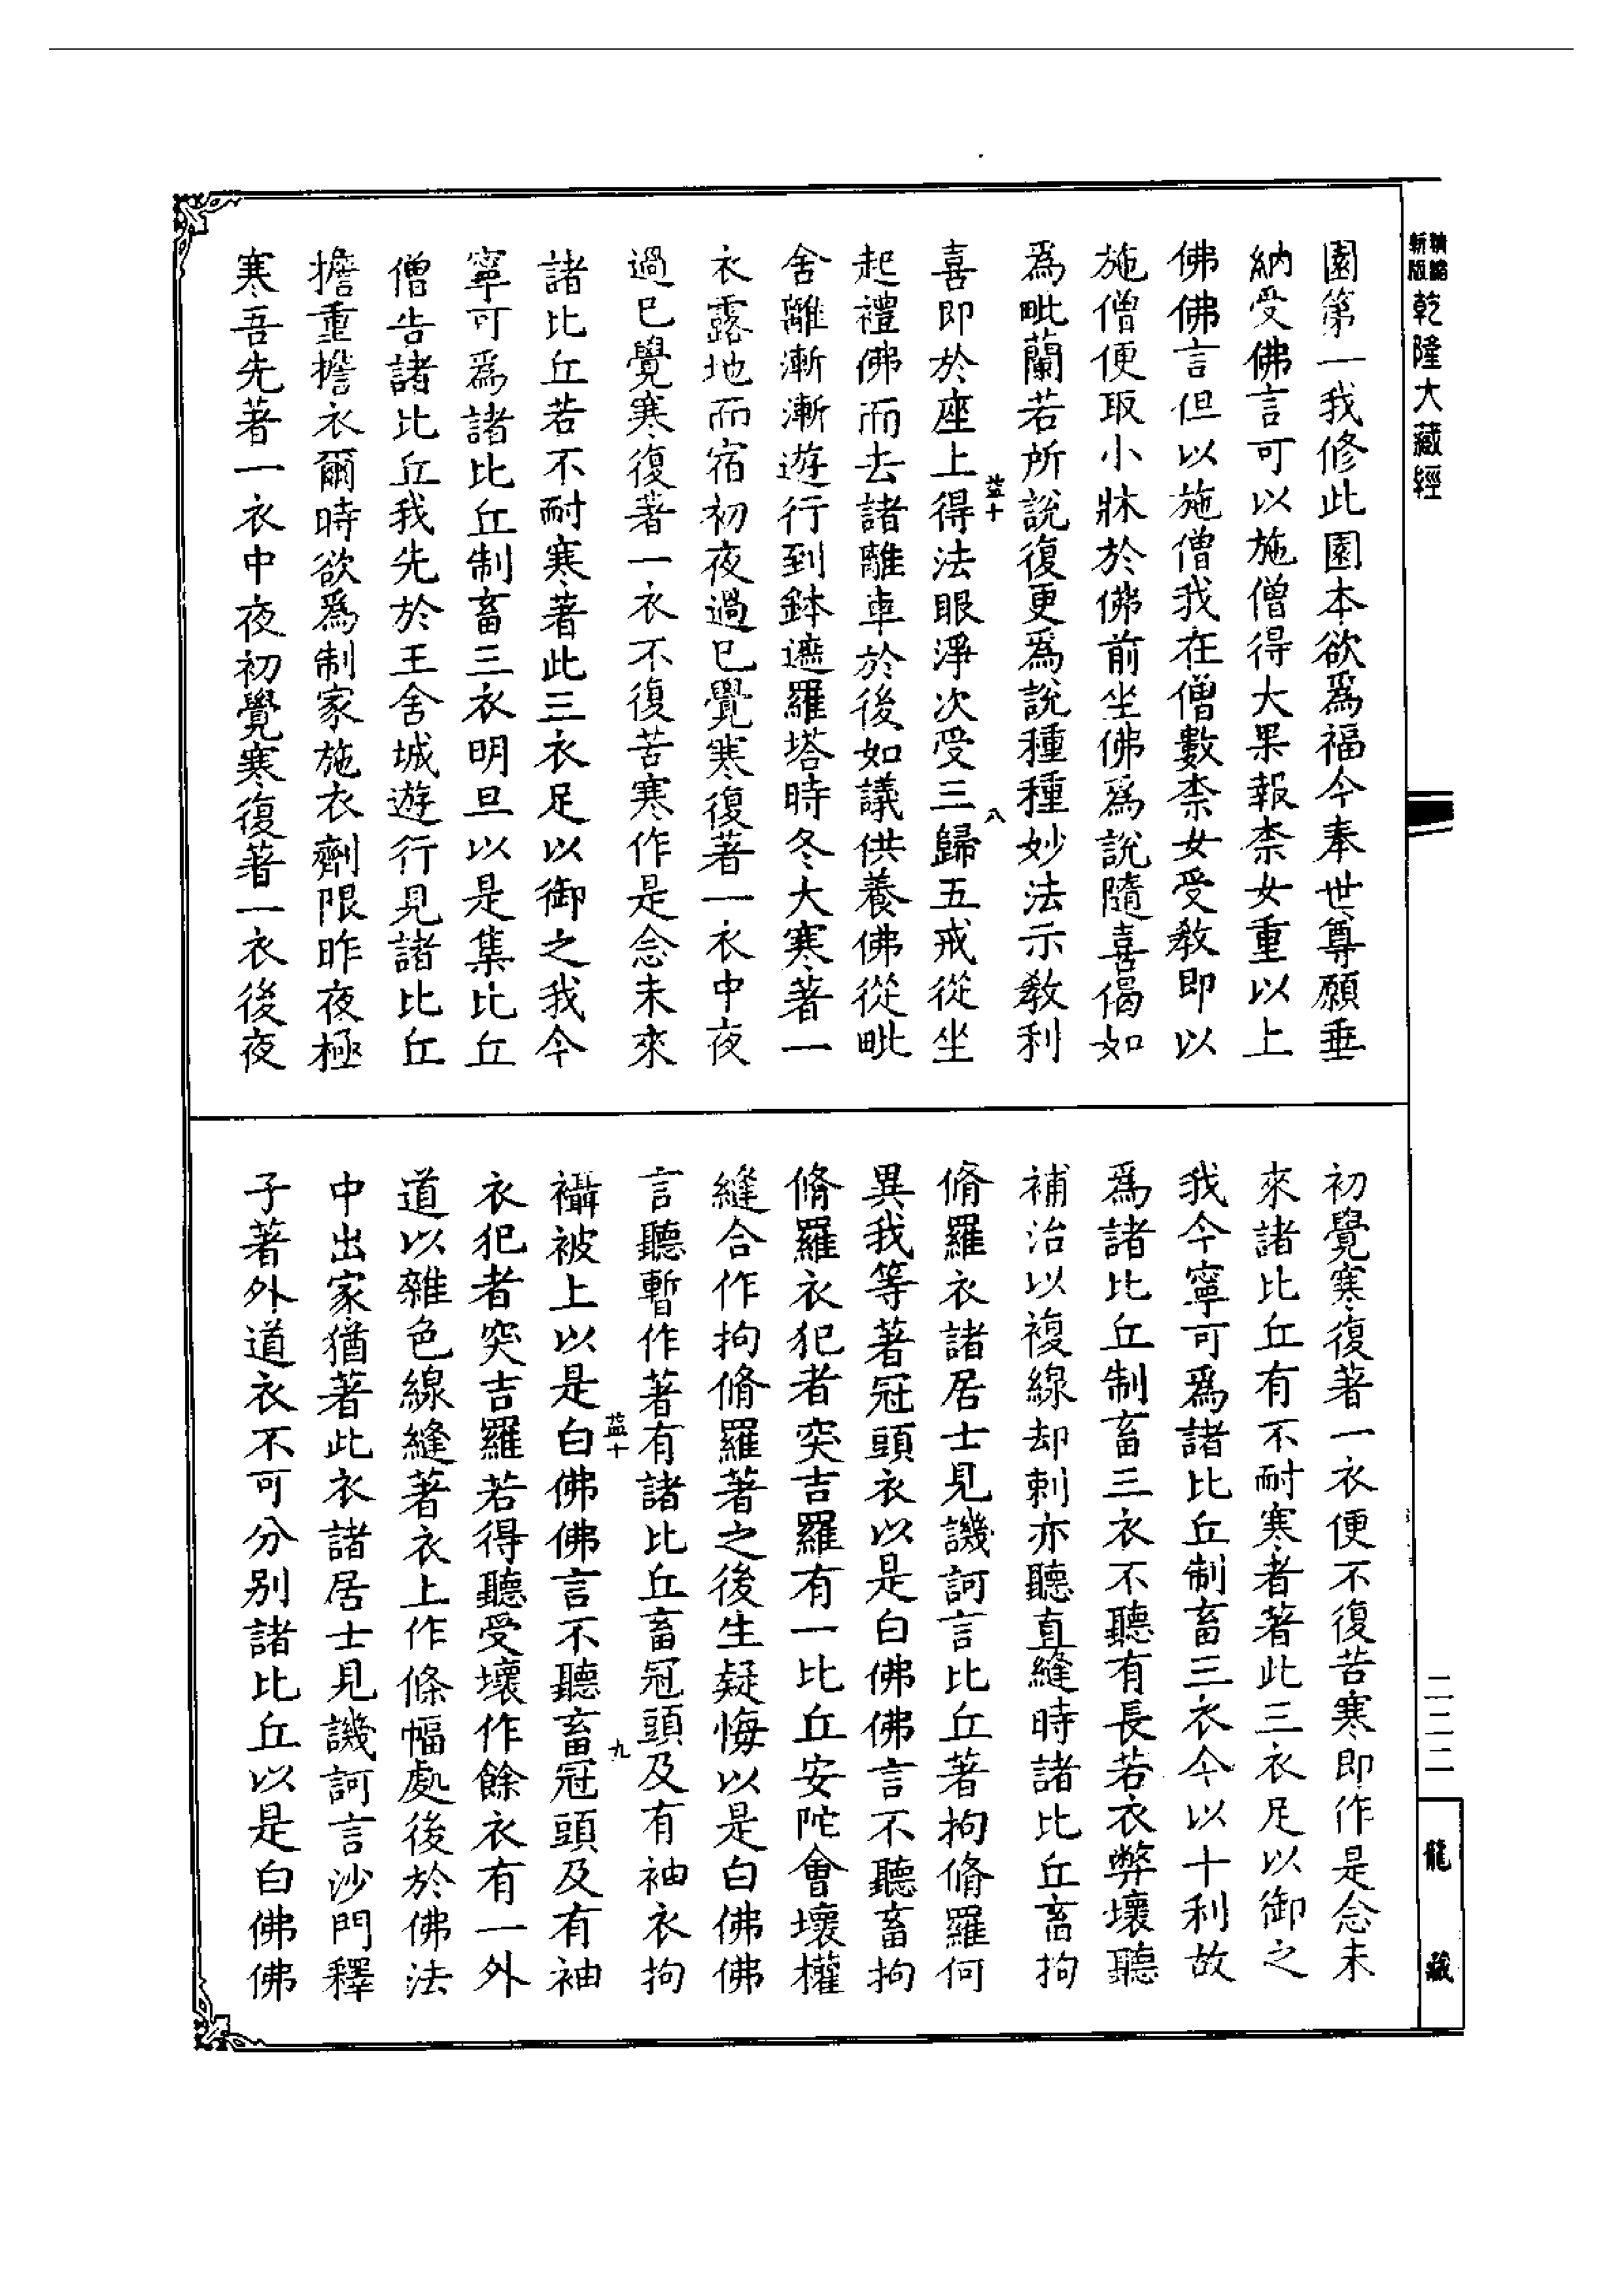 新版
精縮
乾隆大藏經
園第一我修此園本欲爲福今奉世尊願垂
納受佛言可以施僧得大果報柰女重以上
佛佛言但以施僧我在僧數柰女受教即以
施僧便取小牀於佛前坐佛爲說隨喜偈如
爲毗蘭若所說復更爲說種種妙法示教利
喜即於座上得法眼淨次受三歸五戒從坐
益十
八
起禮佛而去諸離車於後如議供養佛從毗
舍離漸漸遊行到鉢遮羅塔時冬大寒著一
衣露地而宿初夜過已覺寒復著一衣中夜
過已覺寒復著一衣不復苦寒作是念未來
諸比丘若不耐寒著此三衣足以御之我今
寧可爲諸比丘制畜三衣明旦以是集比丘
僧告諸比丘我先於王舍城遊行見諸比丘
擔重擔衣爾時欲爲制家施衣劑限昨夜極
寒吾先著一衣中夜初覺寒復著一衣後夜
初覺寒復著一衣便不復苦寒即作是念未
來諸比丘有不耐寒者著此三衣足以御之
我今寧可爲諸比丘制畜三衣今以十利故
爲諸比丘制畜三衣不聽有長若衣弊壞聽
補治以複線却刺亦聽直縫時諸比丘畜拘
脩羅衣諸居士見譏訶言比丘著拘脩羅何
異我等著冠頭衣以是白佛佛言不聽畜拘
脩羅衣犯者突吉羅有一比丘安陀會壞權
縫合作拘脩羅著之後生疑悔以是白佛佛
言聽暫作著有諸比丘畜冠頭及有袖衣拘
益十
九
襵被上以是白佛佛言不聽畜冠頭及有袖
衣犯者突吉羅若得聽受壞作餘衣有一外
道以雜色線縫著衣上作條幅處後於佛法
中出家猶著此衣諸居士見譏訶言沙門釋
子著外道衣不可分别諸比丘以是白佛佛
二二二
龍藏